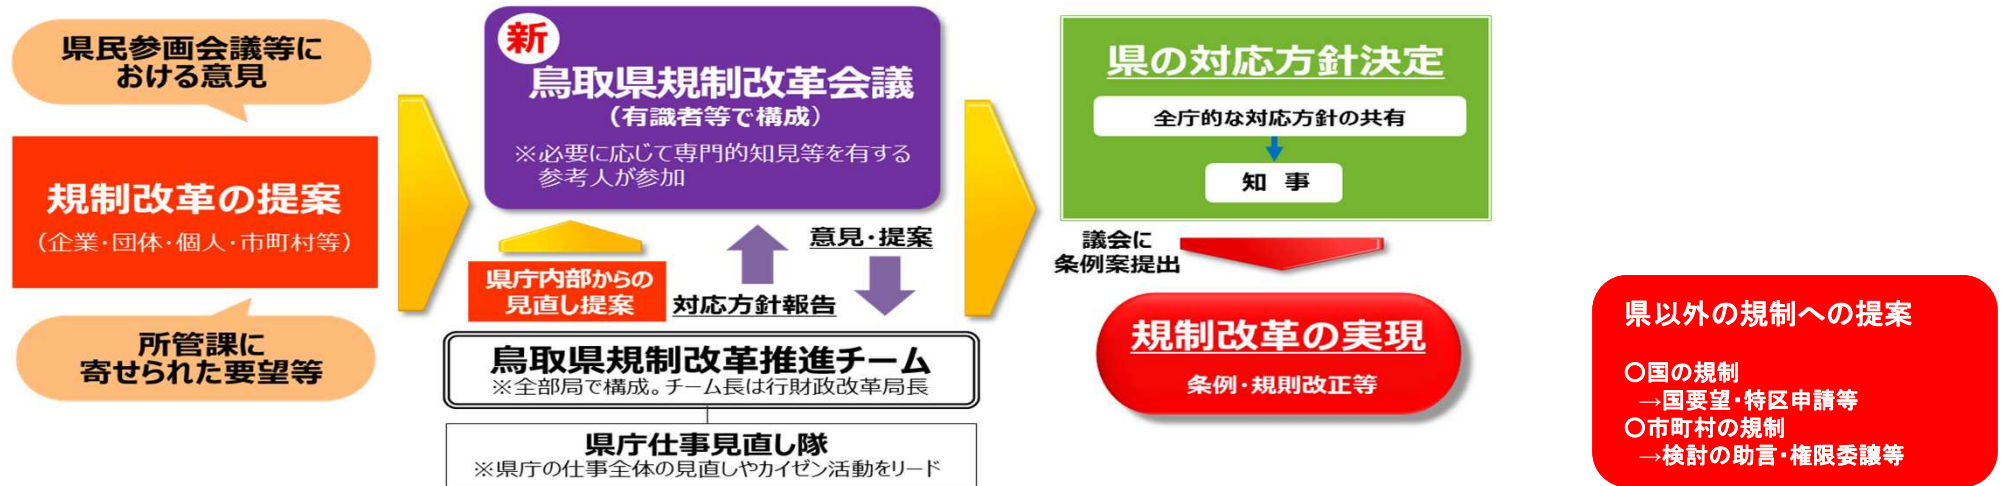 県民参画会議等に
おける意見
規制改革の提案
（企業・団体・個人・市町村等）
所管課に
寄せられた要望等
新
鳥取県規制改革会議
（有識者等で構成）
※必要に応じて専門的知見等を有する
参考人が参加
県庁内部からの
見直し提案
対応方針報告
意見・提案
鳥取県規制改革推進チーム
※全部局で構成。チーム長は行財政改革局長
県庁仕事見直し隊
※県庁の仕事全体の見直しやカイゼン活動をリード
県の対応方針決定
全庁的な対応方針の共有
知　事
議会に
条例案提出
規制改革の実現
条例・規則改正等
県以外の規制への提案
〇国の規制
→国要望・特区申請等
〇市町村の規制
→検討の助言・権限委譲等